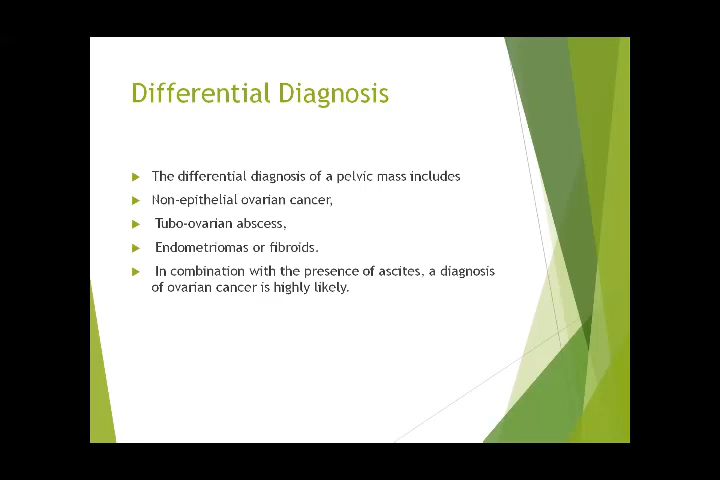 Differential Diagnosis
The differential diagnosis of a pelvic mass includes
Non-epithelial ovarian cancer,
Tubo-ovarian abscess,
Endometriomas or fibroids.
In combination with the presence of ascites, a diagnosis
of ovarian cancer is highly likely.